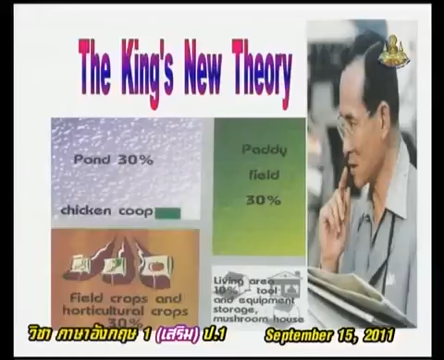 The King's New Theory
Pond 30%
chicken coop
Paddy
field
30%
Field crops and
horticultural crops
30%
Living area
10% - tool
and equipment
storage,
mushroom house
วิชา ภาษาอังกฤษ 1 (เสริม) ป.1
September 15, 2011